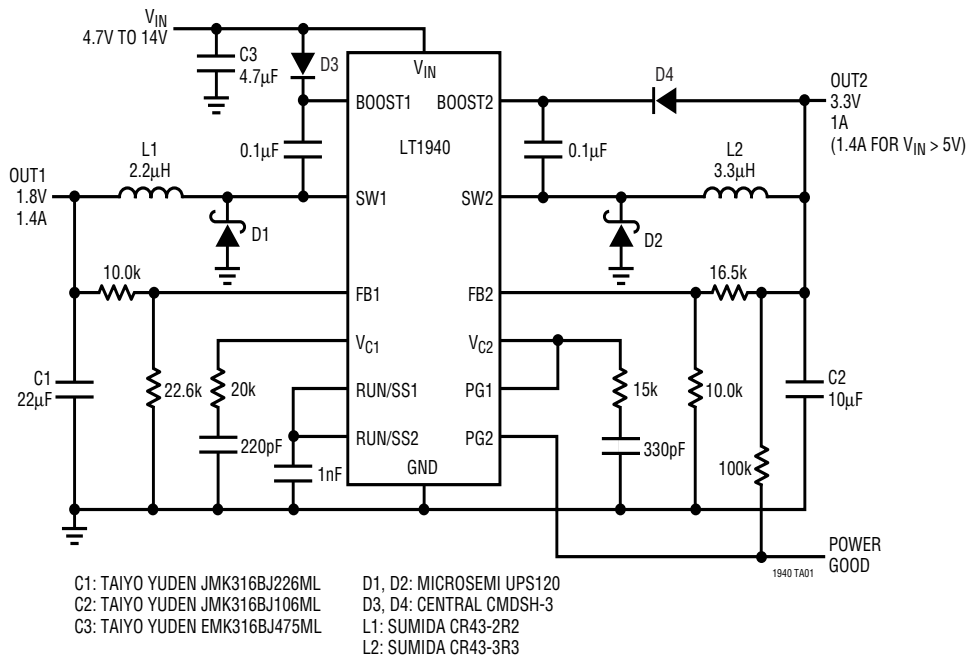 VIN
4.7V TO 14V
C3
4.7µF
D3
VIN
BOOST1
BOOST2
LT1940
D4
OUT2
3.3V
1A
(1.4A FOR VIN > 5V)
0.1µF
0.1µF
L1
2.2µH
L2
3.3µH
OUT1
1.8V
1.4A
SW1
SW2
D1
D2
10.0k
16.5k
FB1
FB2
VC1
VC2
C1
22µF
22.6k
20k
RUN/SS1
PG1
15k
10.0k
C2
10µF
RUN/SS2
PG2
220pF
1nF
GND
330pF
100k
POWER
GOOD
1940 TA01
C1: TAIYO YUDEN JMK316BJ226ML
C2: TAIYO YUDEN JMK316BJ106ML
C3: TAIYO YUDEN EMK316BJ475ML
D1, D2: MICROSEMI UPS120
D3, D4: CENTRAL CMDSH-3
L1: SUMIDA CR43-2R2
L2: SUMIDA CR43-3R3